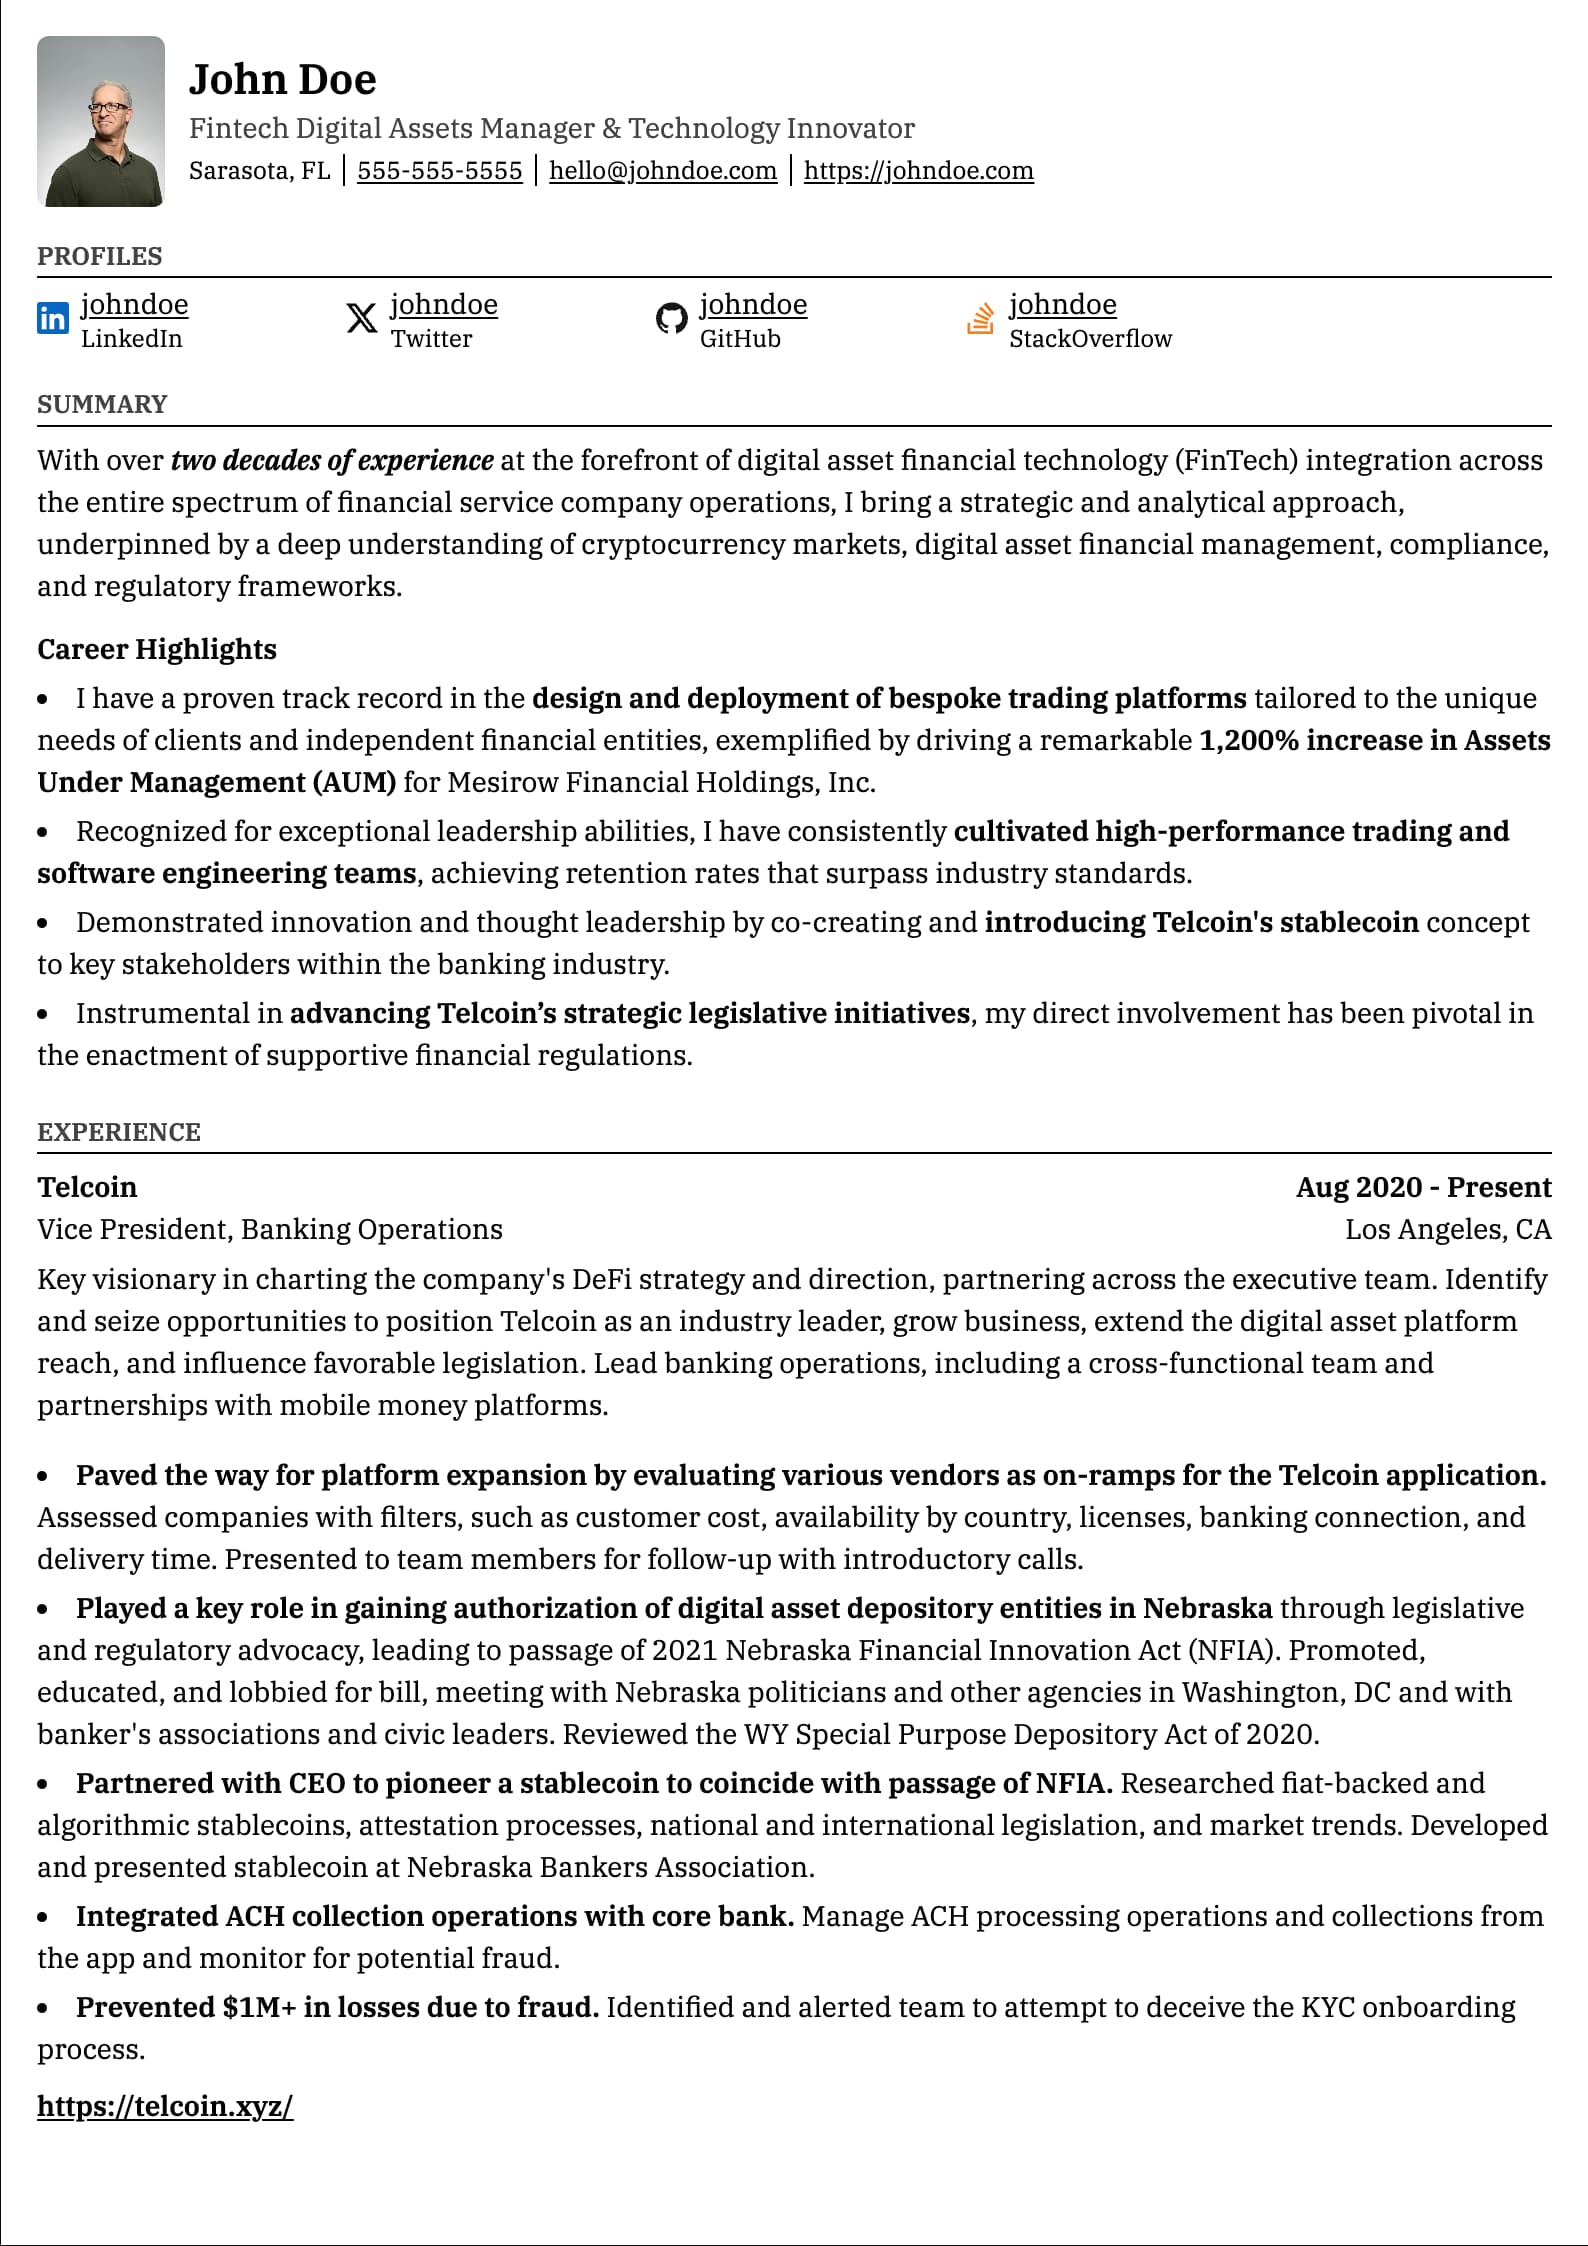 John Doe
Fintech Digital Assets Manager & Technology Innovator
Sarasota, FL | 555-555-5555 | hello@johndoe.com | https://johndoe.com
PROFILES
in johndoe johndoe johndoe johndoe
LinkedIn Twitter GitHub StackOverflow
SUMMARY
With over two decades of experience at the forefront of digital asset financial technology (FinTech) integration across
the entire spectrum of financial service company operations, I bring a strategic and analytical approach,
underpinned by a deep understanding of cryptocurrency markets, digital asset financial management, compliance,
and regulatory frameworks.
Career Highlights
• I have a proven track record in the design and deployment of bespoke trading platforms tailored to the unique
needs of clients and independent financial entities, exemplified by driving a remarkable 1,200% increase in Assets
Under Management (AUM) for Mesirow Financial Holdings, Inc.
• Recognized for exceptional leadership abilities, I have consistently cultivated high-performance trading and
software engineering teams, achieving retention rates that surpass industry standards.
• Demonstrated innovation and thought leadership by co-creating and introducing Telcoin's stablecoin concept
to key stakeholders within the banking industry.
• Instrumental in advancing Telcoin’s strategic legislative initiatives, my direct involvement has been pivotal in
the enactment of supportive financial regulations.
EXPERIENCE
Telcoin Aug 2020 - Present
Vice President, Banking Operations Los Angeles, CA
Key visionary in charting the company's DeFi strategy and direction, partnering across the executive team. Identify
and seize opportunities to position Telcoin as an industry leader, grow business, extend the digital asset platform
reach, and influence favorable legislation. Lead banking operations, including a cross-functional team and
partnerships with mobile money platforms.
• Paved the way for platform expansion by evaluating various vendors as on-ramps for the Telcoin application.
Assessed companies with filters, such as customer cost, availability by country, licenses, banking connection, and
delivery time. Presented to team members for follow-up with introductory calls.
• Played a key role in gaining authorization of digital asset depository entities in Nebraska through legislative
and regulatory advocacy, leading to passage of 2021 Nebraska Financial Innovation Act (NFIA). Promoted,
educated, and lobbied for bill, meeting with Nebraska politicians and other agencies in Washington, DC and with
banker's associations and civic leaders. Reviewed the WY Special Purpose Depository Act of 2020.
• Partnered with CEO to pioneer a stablecoin to coincide with passage of NFIA. Researched fiat-backed and
algorithmic stablecoins, attestation processes, national and international legislation, and market trends. Developed
and presented stablecoin at Nebraska Bankers Association.
• Integrated ACH collection operations with core bank. Manage ACH processing operations and collections from
the app and monitor for potential fraud.
• Prevented $1M+ in losses due to fraud. Identified and alerted team to attempt to deceive the KYC onboarding
process.
https://telcoin.xyz/